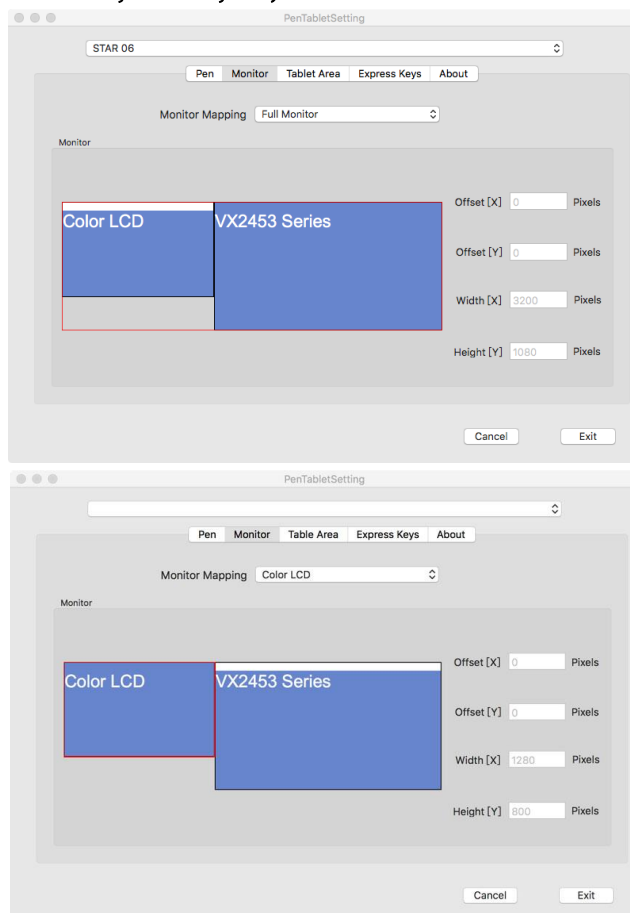 PenTabletSetting
STAR 06
Pen Monitor Tablet Area Express Keys About
Monitor Mapping Full Monitor
Monitor
Offset [X] 0 Pixels
Color LCD VX2453 Series
Offset [Y] 0 Pixels
Width [X] 3200 Pixels
Height [Y] 1080 Pixels
Cancel Exit
PenTabletSetting
Pen Monitor Table Area Express Keys About
Monitor Mapping Color LCD
Monitor
Offset [X] 0 Pixels
Color LCD VX2453 Series
Offset [Y] 0 Pixels
Width [X] 1280 Pixels
Height [Y] 800 Pixels
Cancel Exit